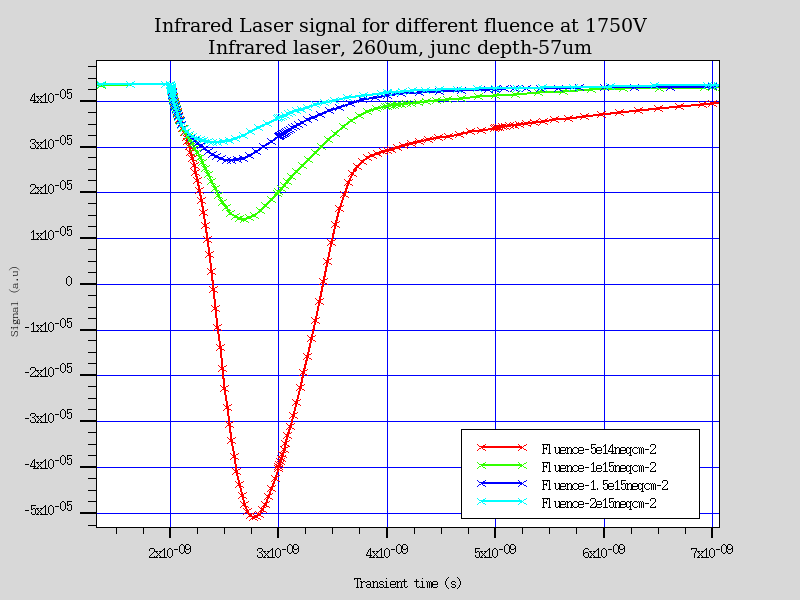 Infrared Laser signal for different fluence at 1750V
Infrared laser, 260um, junc depth-57um
4x10-05
3x10-05
2x10-05
1x10-05
0
-1x10-05
-2x10-05
-3x10-05
-4x10-05
-5x10-05
Signal (a.u)
Fluence-5e14neqcm-2
Fluence-1e15neqcm-2
Fluence-1.5e15neqcm-2
Fluence-2e15neqcm-2
2x10-09 3x10-09 4x10-09 5x10-09 6x10-09 7x10-09
Transient time (s)